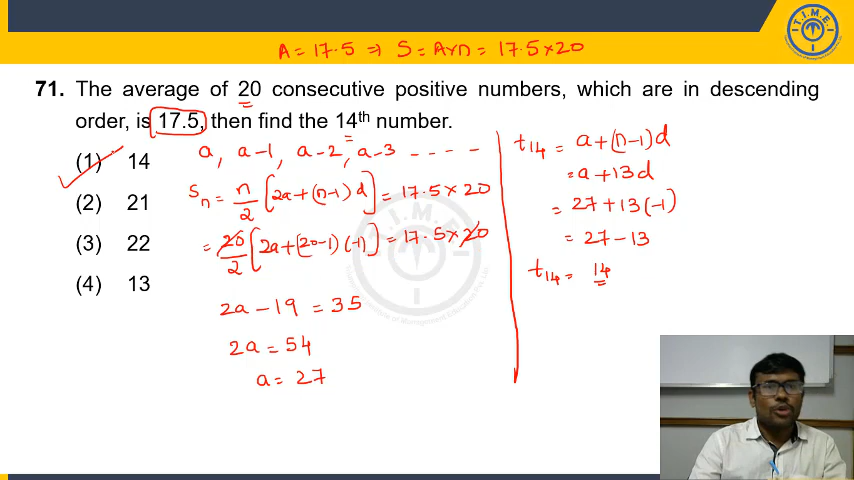 T.I.M.E.
A = 17.5 ⇒ S = A×n = 17.5×20
71. The average of 20 consecutive positive numbers, which are in descending
order, is 17.5, then find the 14th number.
(1) 14
(2) 21
(3) 22
(4) 13
a, a-1, a-2, a-3 - - - - -
Sn = n/2 [2a+(n-1)d] = 17.5×20
= 20/2 [2a+(20-1)(-1)] = 17.5×20
2a - 19 = 35
2a = 54
a = 27
t14 = a+(n-1)d
= a+13d
= 27+13(-1)
= 27-13
t14 = 14